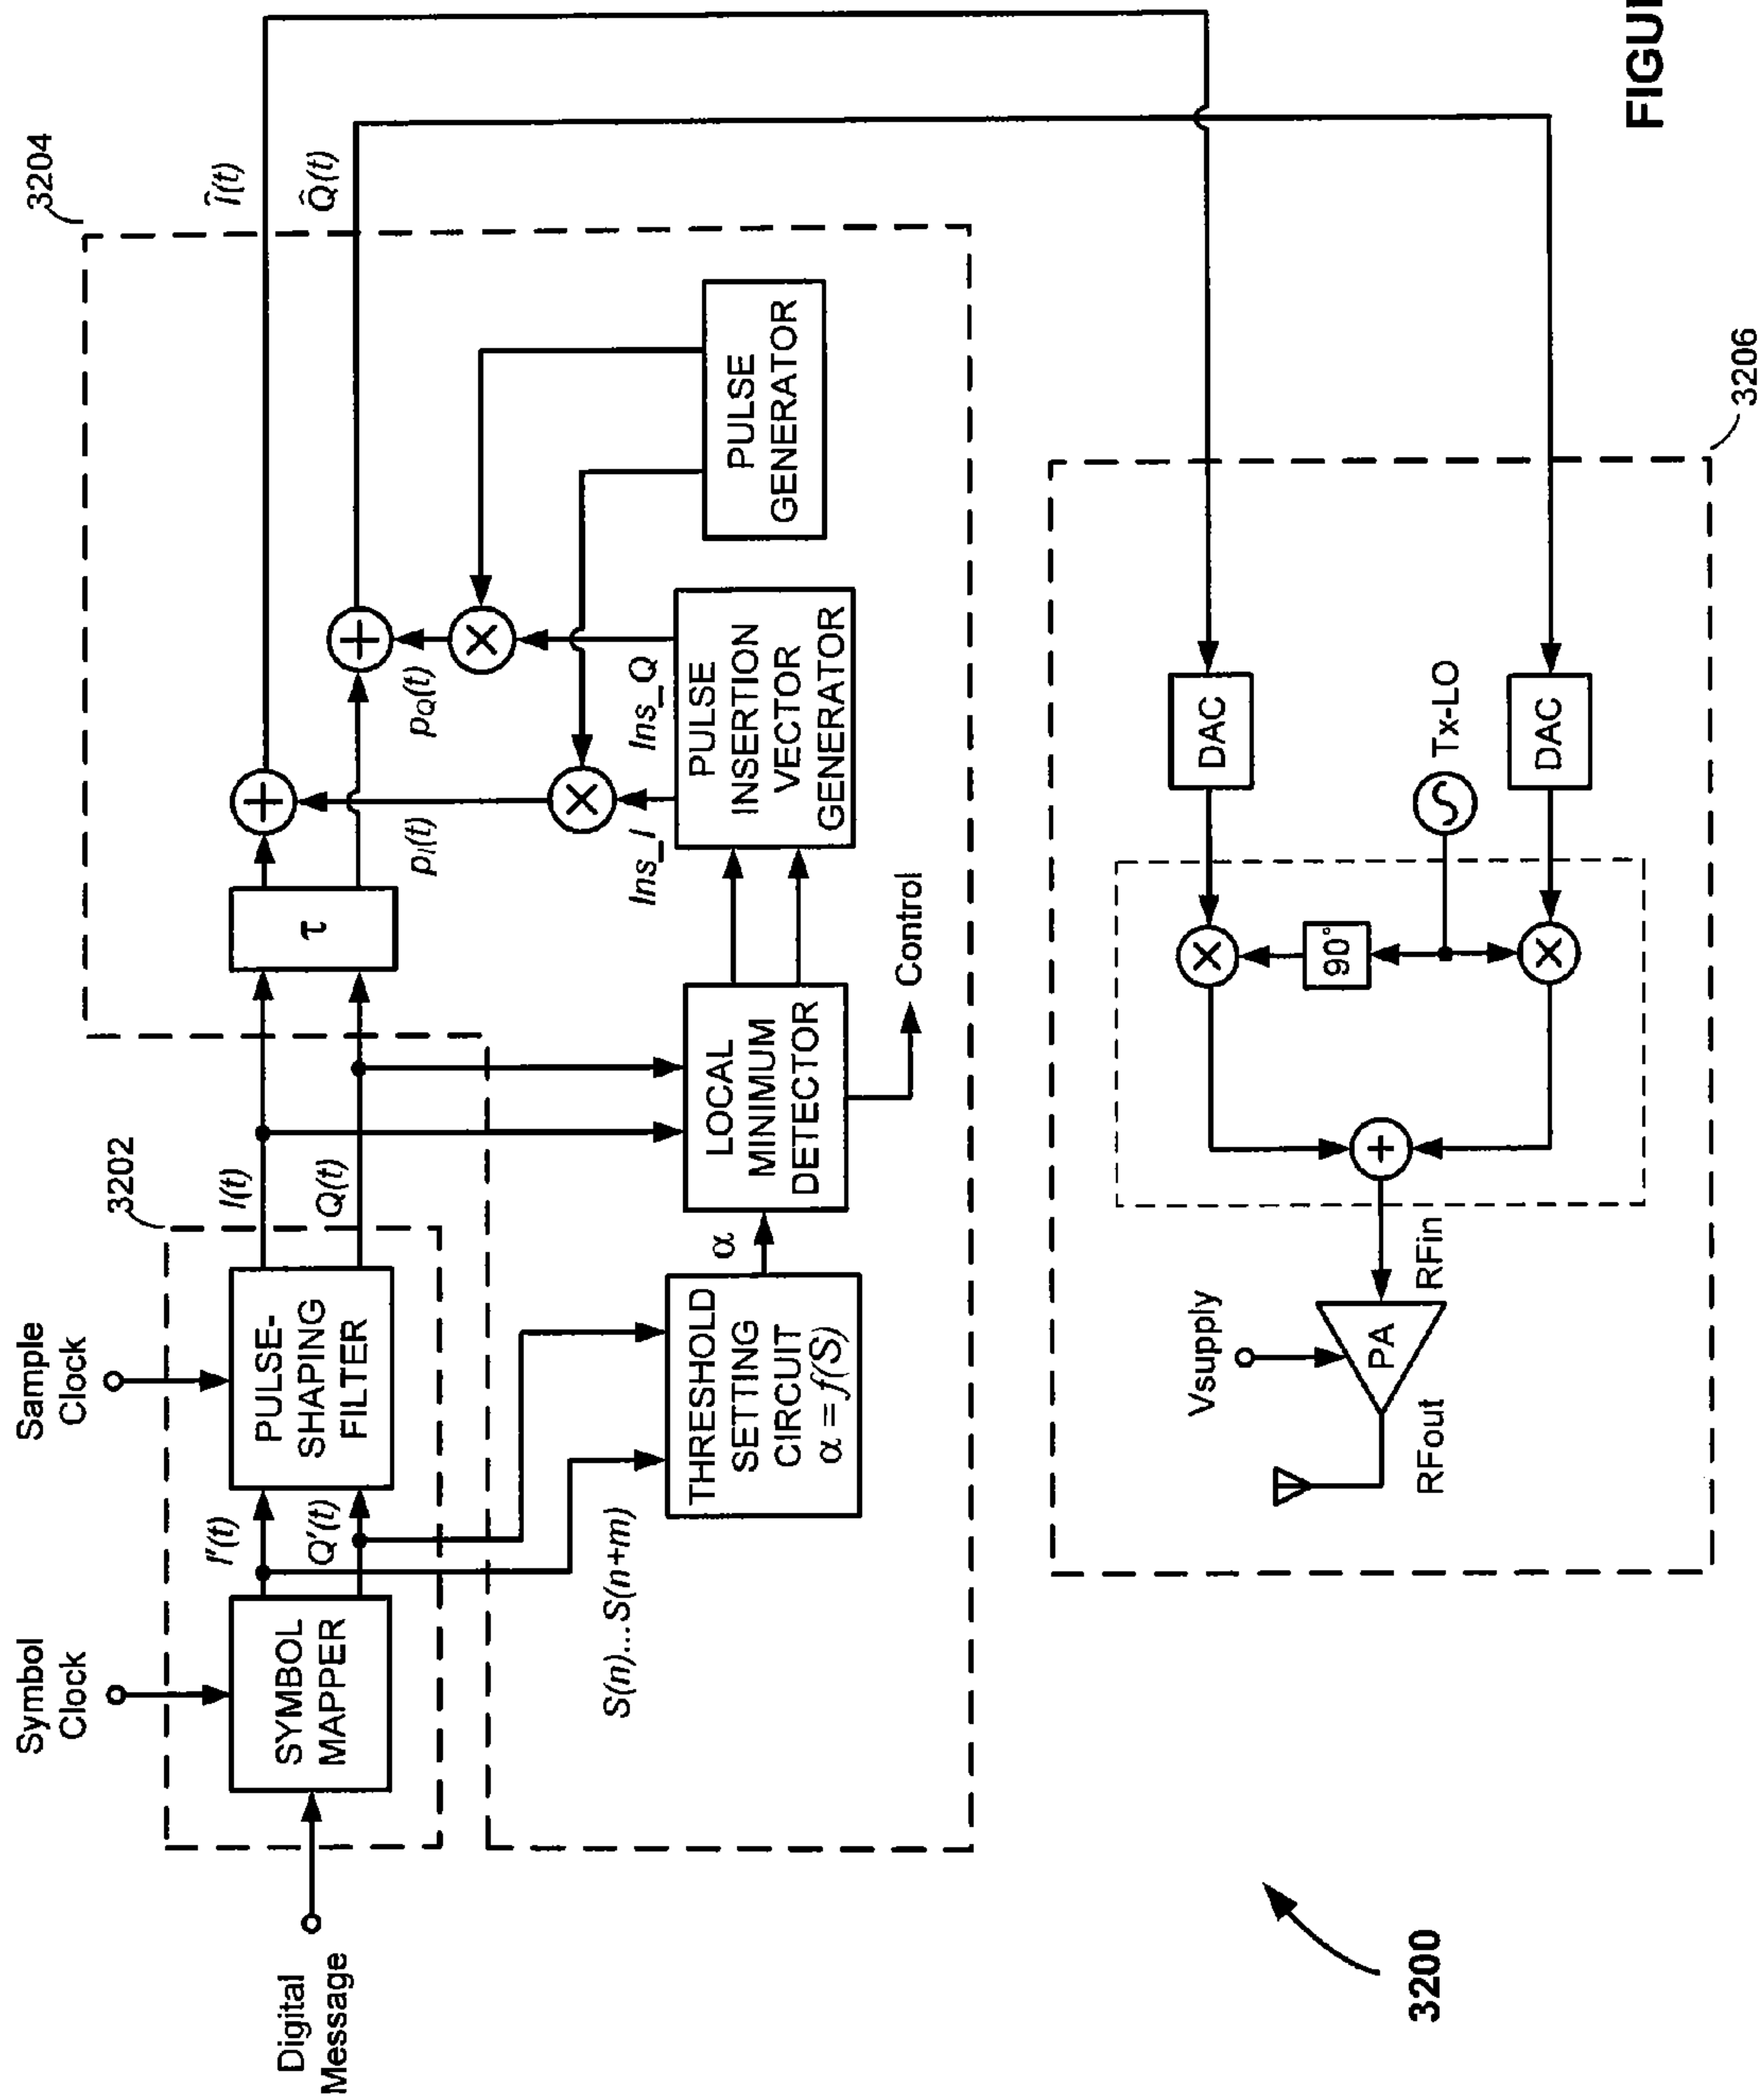 Symbol
Clock
Sample
Clock
Digital
Message
3202
SYMBOL
MAPPER
I'(t)
Q'(t)
PULSE-
SHAPING
FILTER
I(t)
Q(t)
3204
τ
Î(t)
Q̂(t)
S(n)...S(n+m)
THRESHOLD
SETTING
CIRCUIT
α = f(S)
α
LOCAL
MINIMUM
DETECTOR
Control
PULSE
INSERTION
VECTOR
GENERATOR
Ins_I
Ins_Q
pI(t)
pQ(t)
PULSE
GENERATOR
3206
DAC
DAC
Tx-LO
90°
RFin
Vsupply
PA
RFout
3200